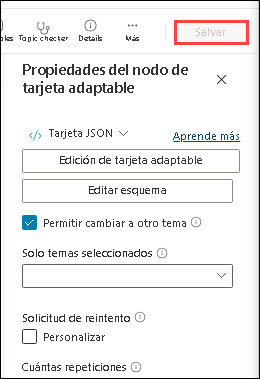 ples Topic checker Details Más Salvar
Propiedades del nodo de
tarjeta adaptable
Tarjeta JSON
Aprende más
Edición de tarjeta adaptable
Editar esquema
Permitir cambiar a otro tema
Solo temas seleccionados
Solicitud de reintento
Personalizar
Cuántas repeticiones